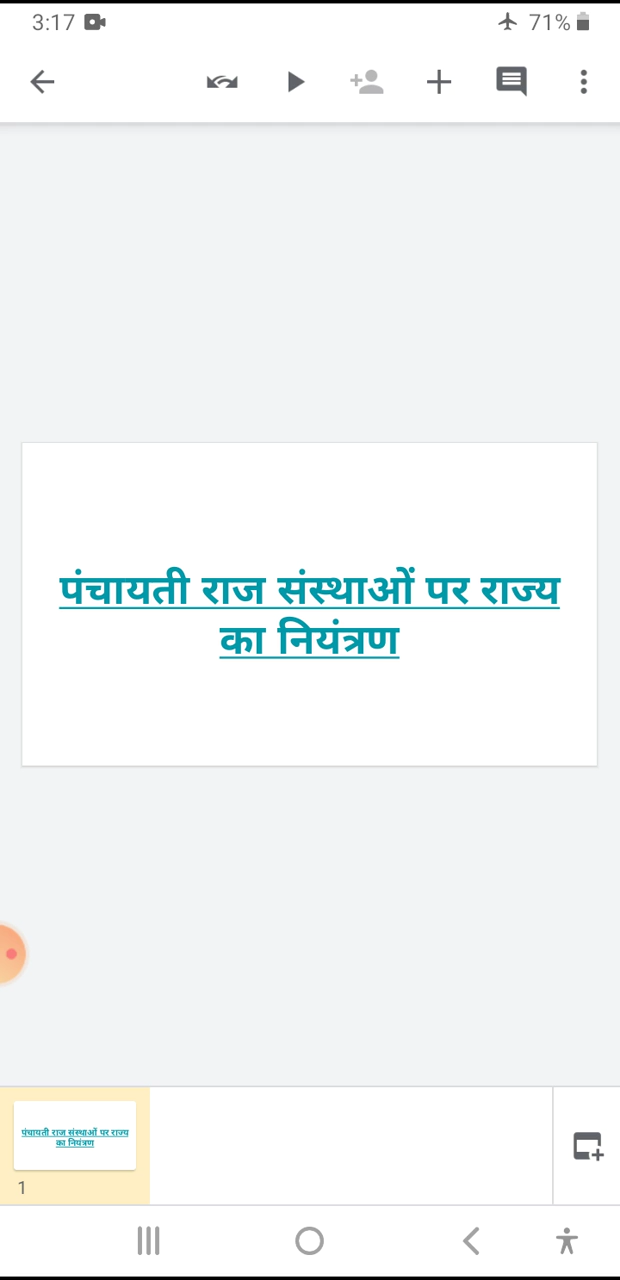 3:17
71%
पंचायती राज संस्थाओं पर राज्य
का नियंत्रण
पंचायती राज संस्थाओं पर राज्य
का नियंत्रण
1